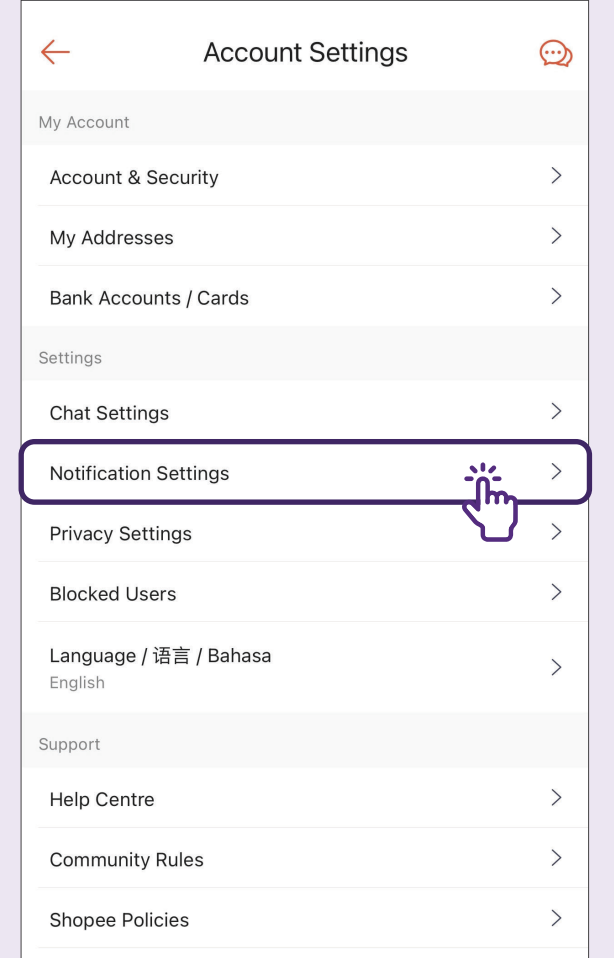 Account Settings
My Account
Account & Security
My Addresses
Bank Accounts / Cards
Settings
Chat Settings
Notification Settings
Privacy Settings
Blocked Users
Language / 语言 / Bahasa
English
Support
Help Centre
Community Rules
Shopee Policies